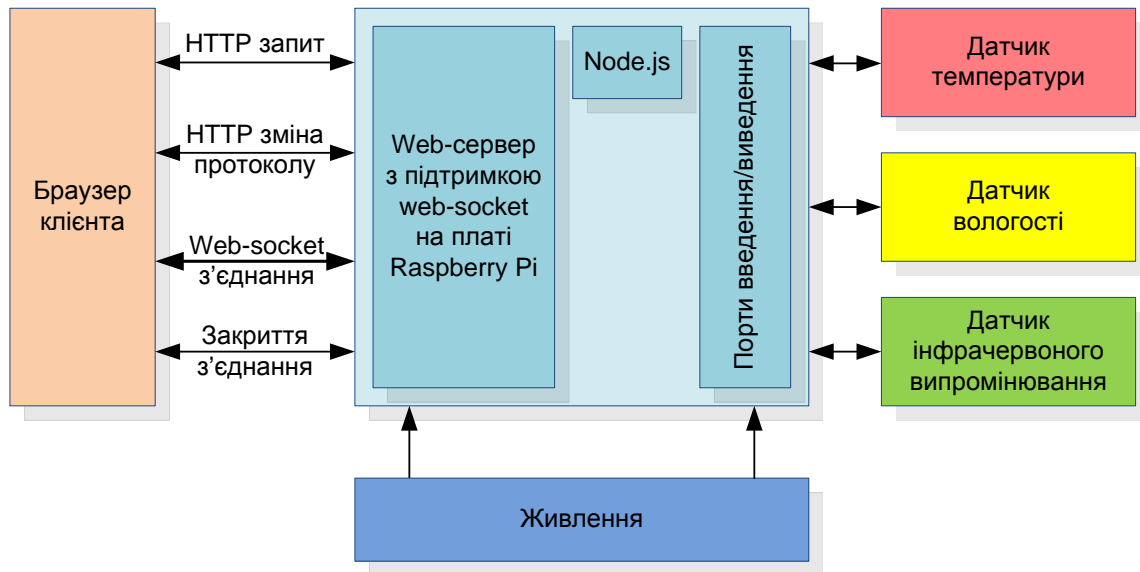 Браузер
клієнта
HTTP запит
HTTP зміна
протоколу
Web-socket
з’єднання
Закриття
з’єднання
Web-сервер
з підтримкою
web-socket
на платі
Raspberry Pi
Node.js
Порти введення/виведення
Датчик
температури
Датчик
вологості
Датчик
інфрачервоного
випромінювання
Живлення